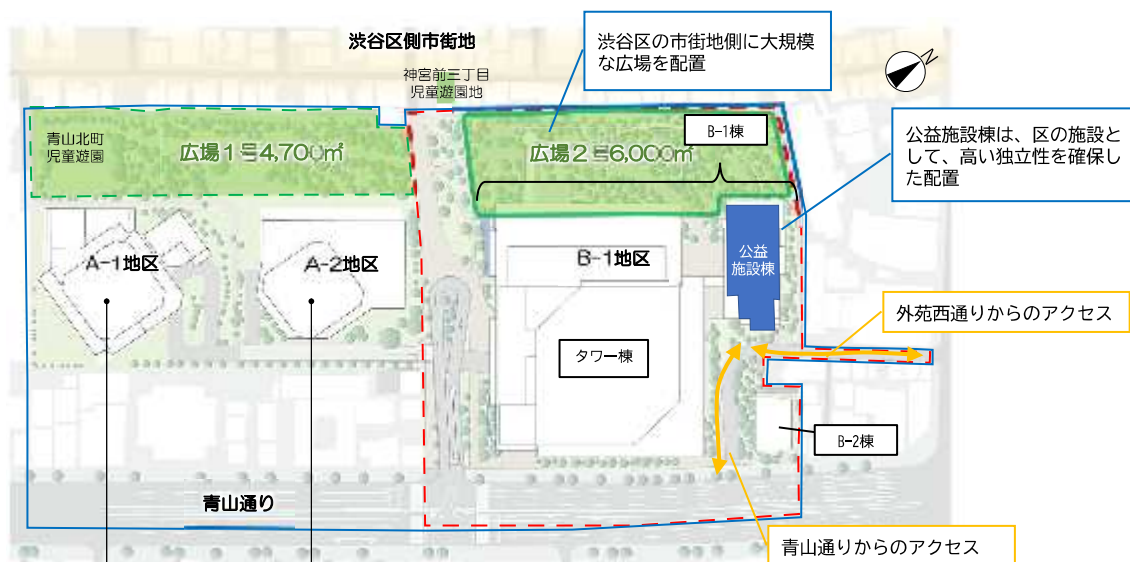 渋谷区側市街地
神宮前三丁目
児童遊園地
渋谷区の市街地側に大規模
な広場を配置
N
青山北町
児童遊園
広場1号4,700㎡
広場2号6,000㎡
B-1棟
公益施設棟は、区の施設と
して、高い独立性を確保し
た配置
A-1地区
A-2地区
B-1地区
公益
施設棟
外苑西通りからのアクセス
タワー棟
B-2棟
青山通り
青山通りからのアクセス